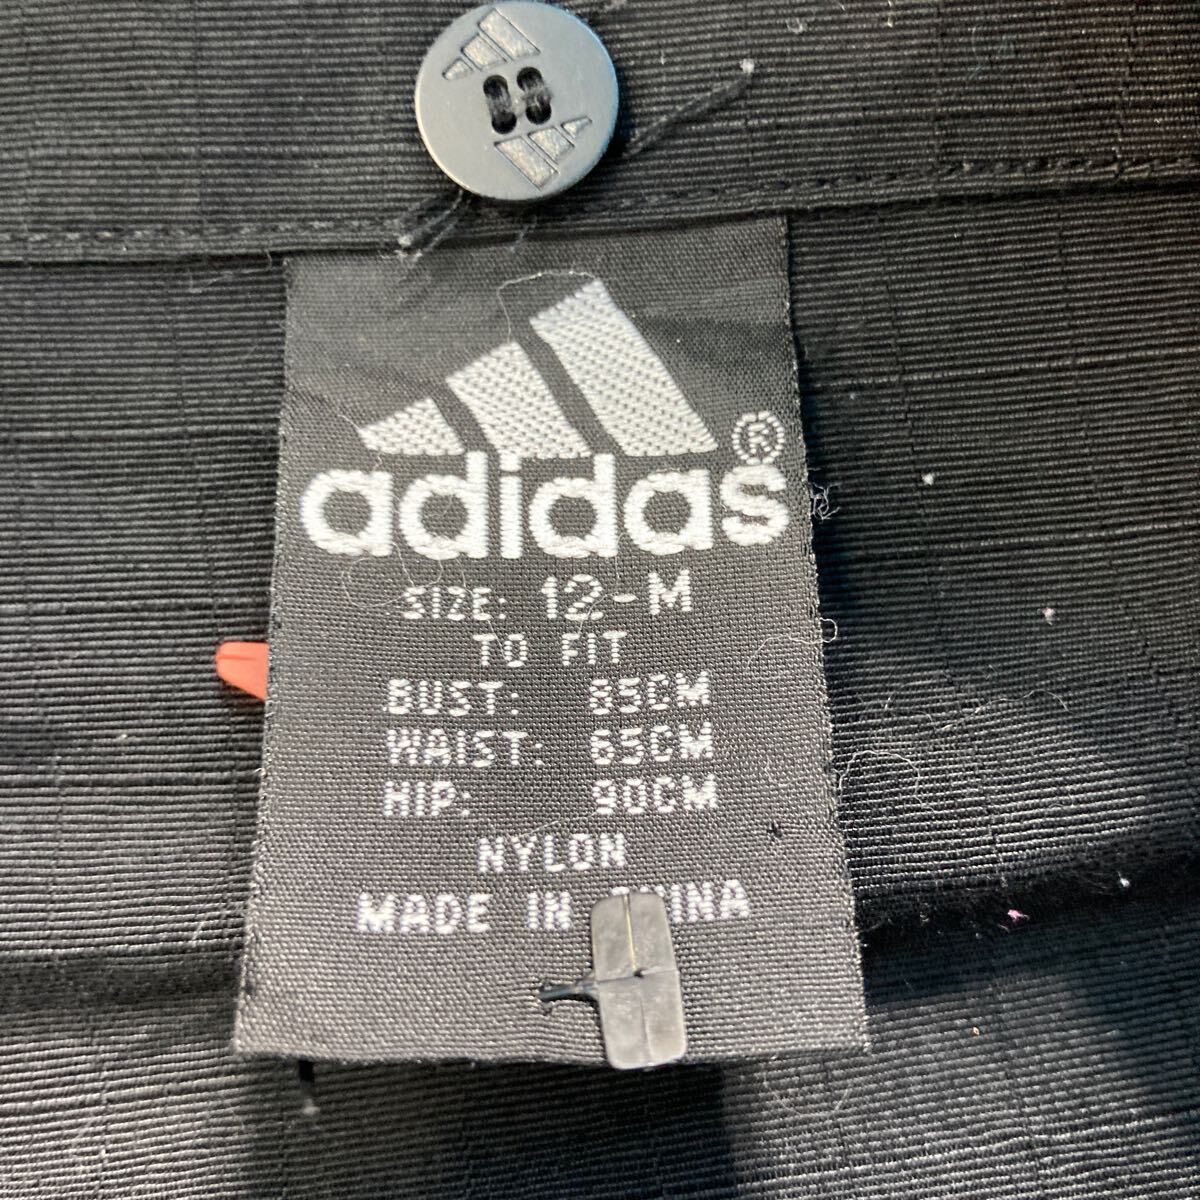 adidas®
SIZE: 12-M
TO FIT
BUST: 85CM
WAIST: 65CM
HIP: 90CM
NYLON
MADE IN